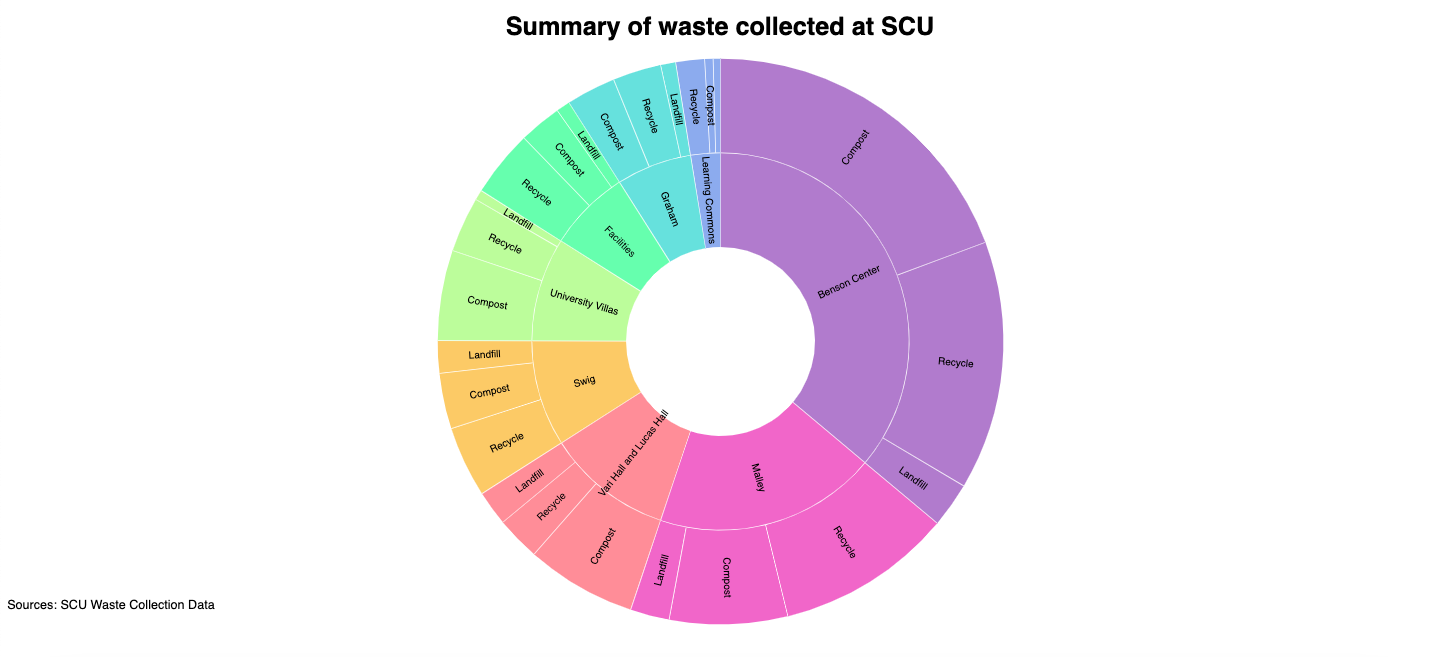 Summary of waste collected at SCU
Compost
Recycle
Landfill
Benson Center
Recycle
Compost
Landfill
Malley
Compost
Recycle
Landfill
Vari Hall and Lucas Hall
Recycle
Compost
Landfill
Swig
Compost
Recycle
Landfill
University Villas
Recycle
Compost
Landfill
Facilities
Compost
Recycle
Landfill
Graham
Recycle
Compost
Learning Commons
Sources: SCU Waste Collection Data